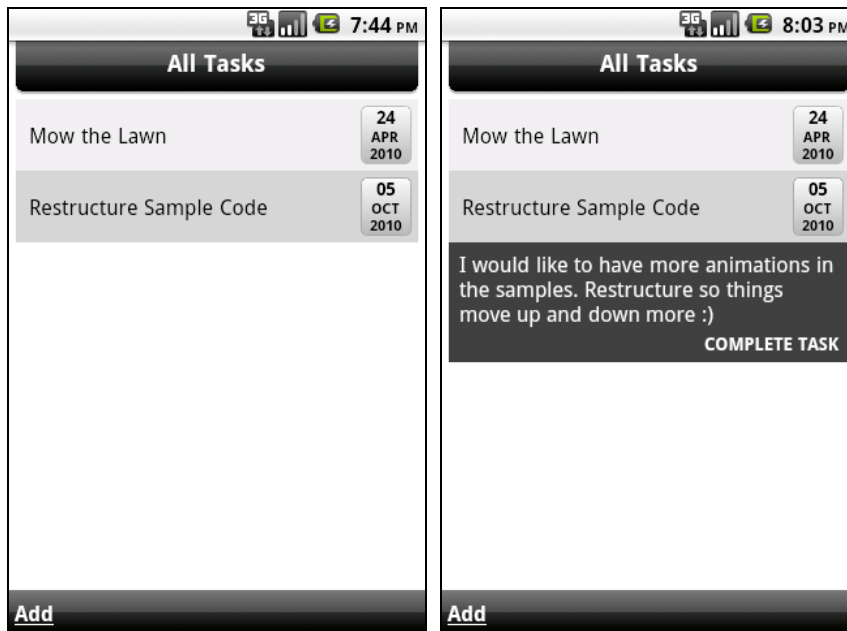 3G 7:44 PM
All Tasks
Mow the Lawn
24
APR
2010
Restructure Sample Code
05
OCT
2010
Add
3G 8:03 PM
All Tasks
Mow the Lawn
24
APR
2010
Restructure Sample Code
05
OCT
2010
I would like to have more animations in
the samples. Restructure so things
move up and down more :)
COMPLETE TASK
Add